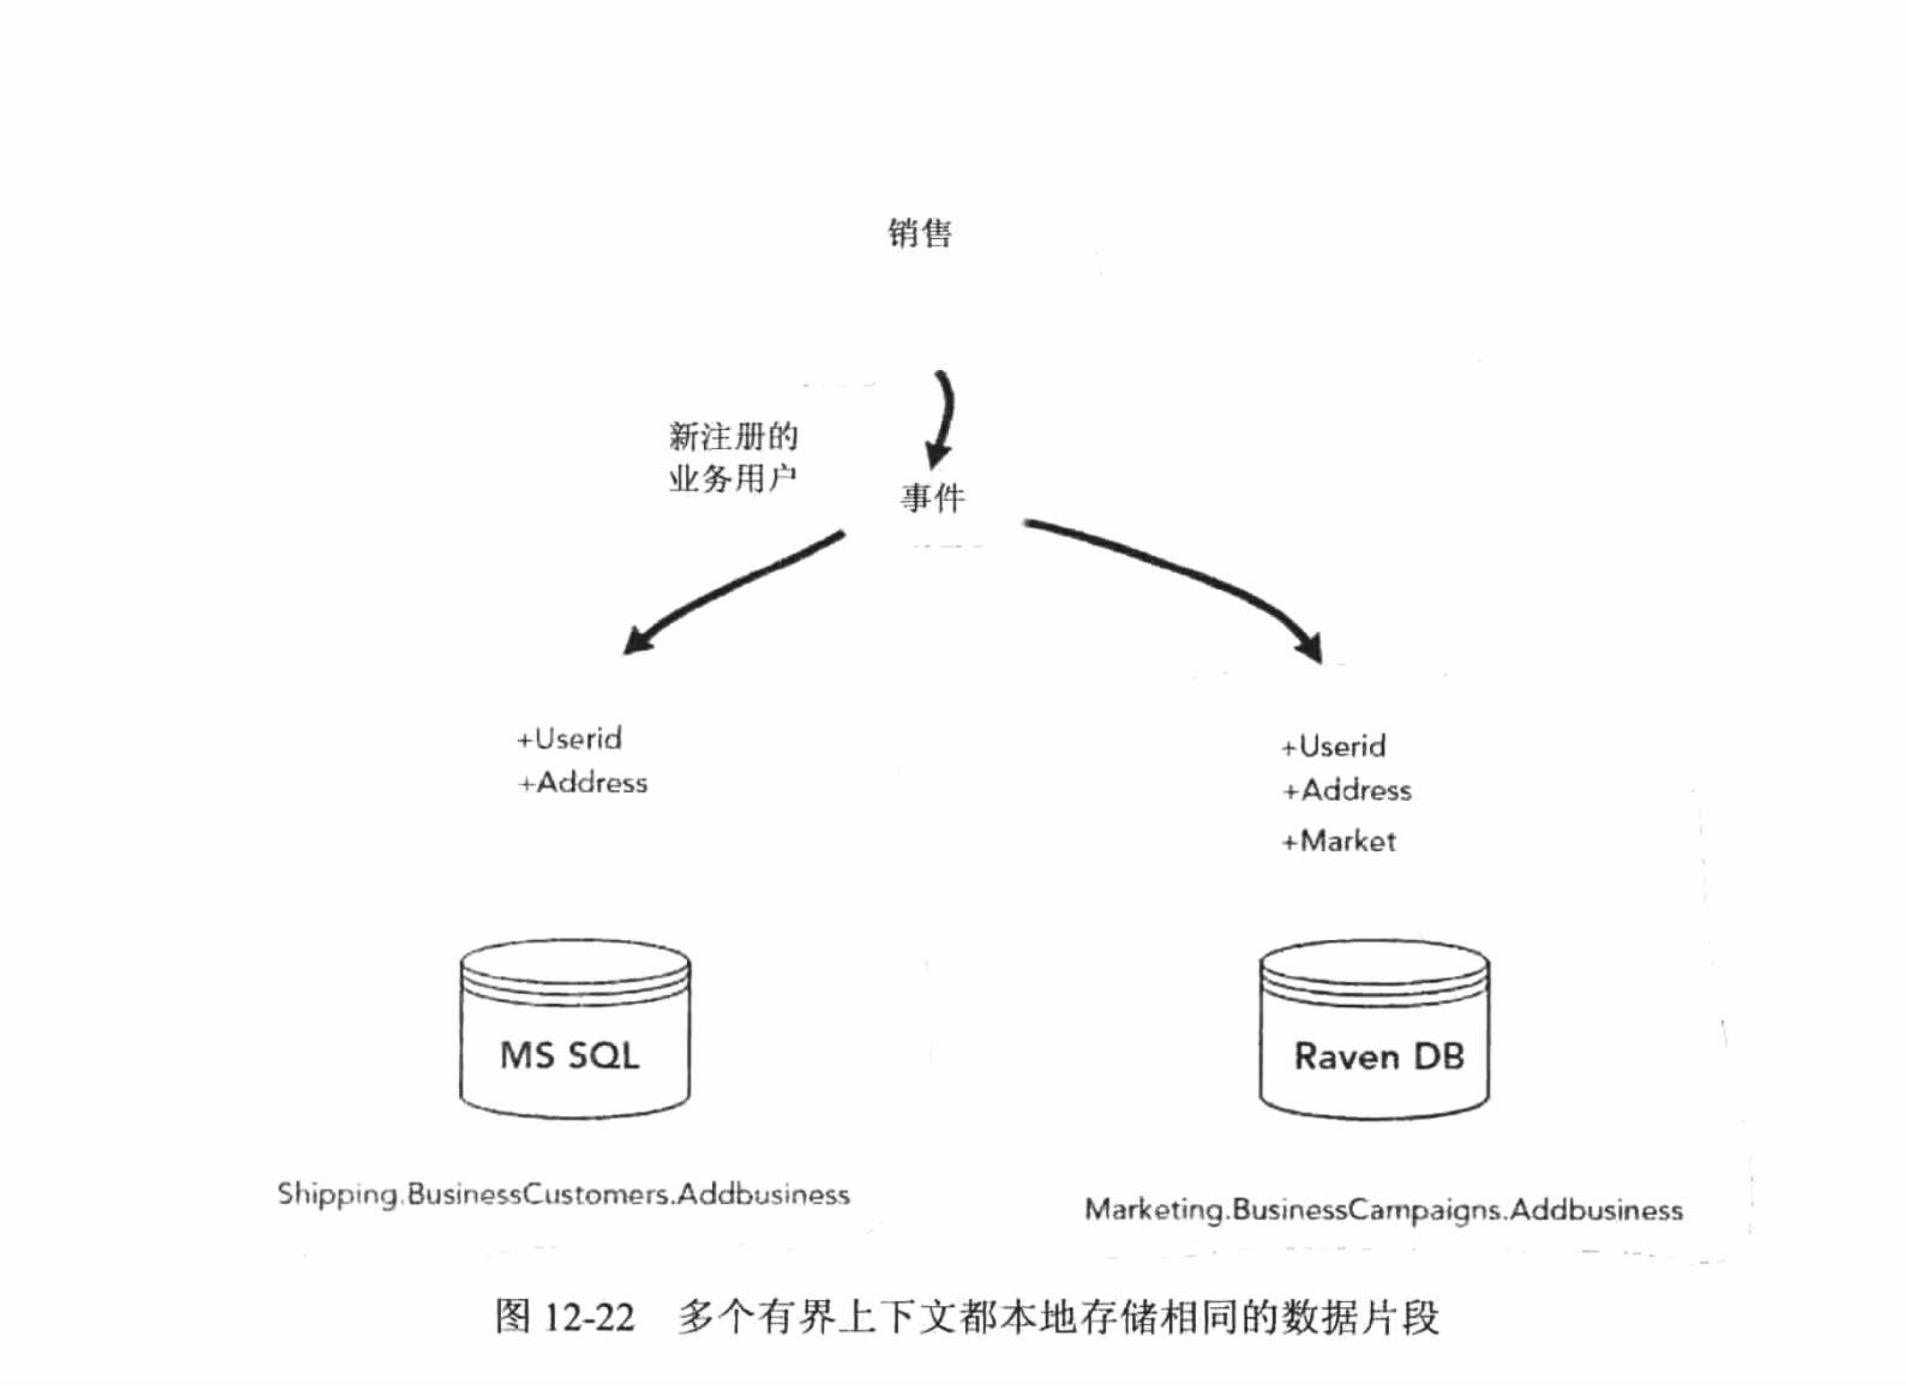 销售
新注册的
业务用户
事件
+Userid
+Address
+Userid
+Address
+Market
MS SQL
Raven DB
Shipping.BusinessCustomers.Addbusiness
Marketing.BusinessCampaigns.Addbusiness
图 12-22 多个有界上下文都本地存储相同的数据片段